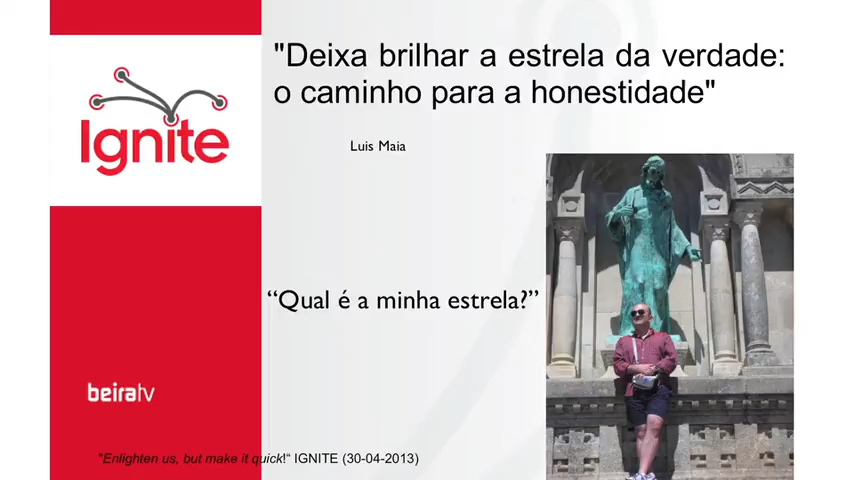 "Deixa brilhar a estrela da verdade:
o caminho para a honestidade"
Ignite
Luis Maia
“Qual é a minha estrela?”
beiratv
"Enlighten us, but make it quick!“ IGNITE (30-04-2013)